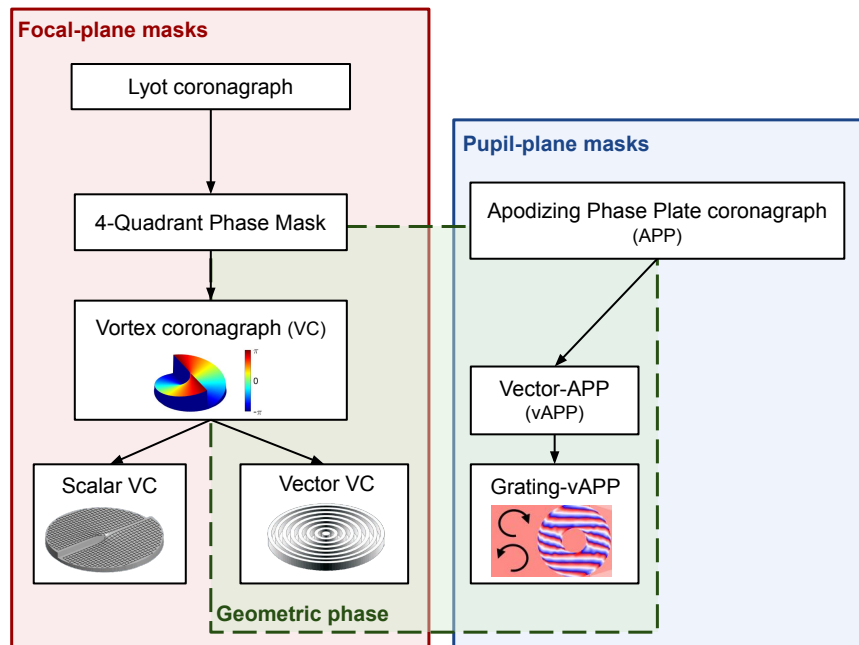 Focal-plane masks
Lyot coronagraph
4-Quadrant Phase Mask
Vortex coronagraph (VC)
π
0
-π
Scalar VC
Vector VC
Geometric phase
Pupil-plane masks
Apodizing Phase Plate coronagraph
(APP)
Vector-APP
(vAPP)
Grating-vAPP